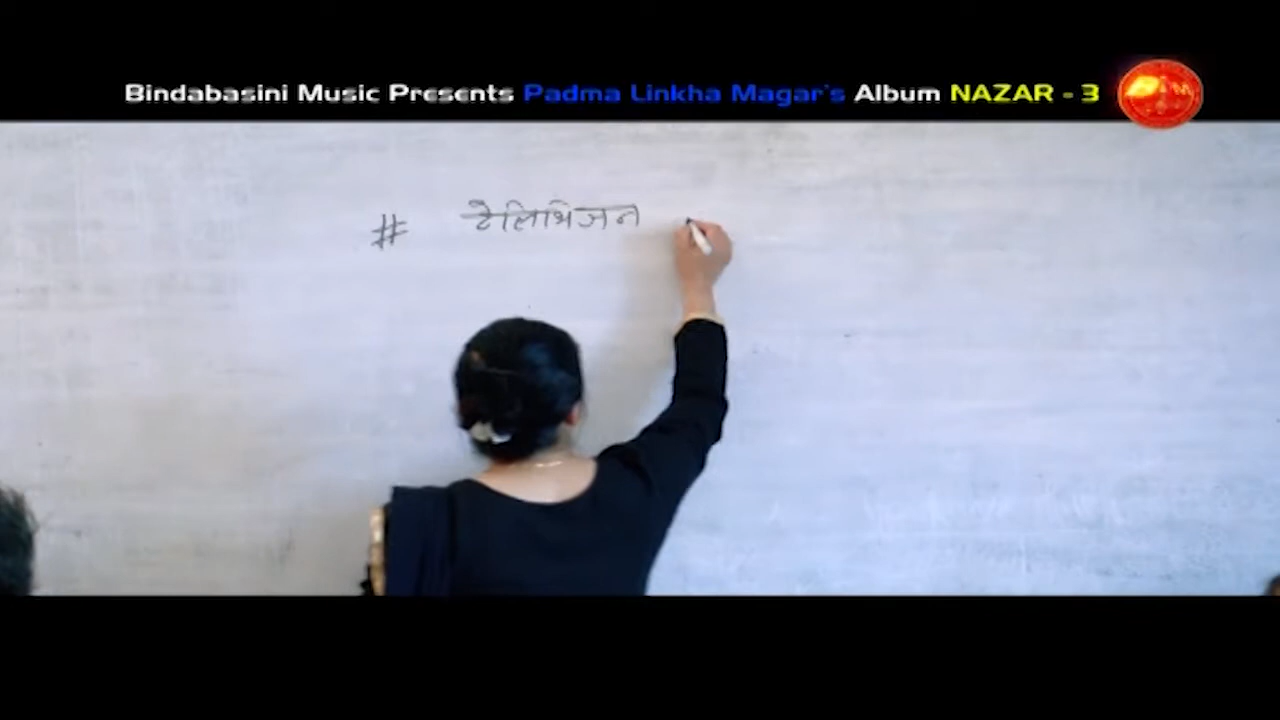 Bindabasini Music Presents Padma Linkha Magar's Album NAZAR - 3
# टेलिभिजन